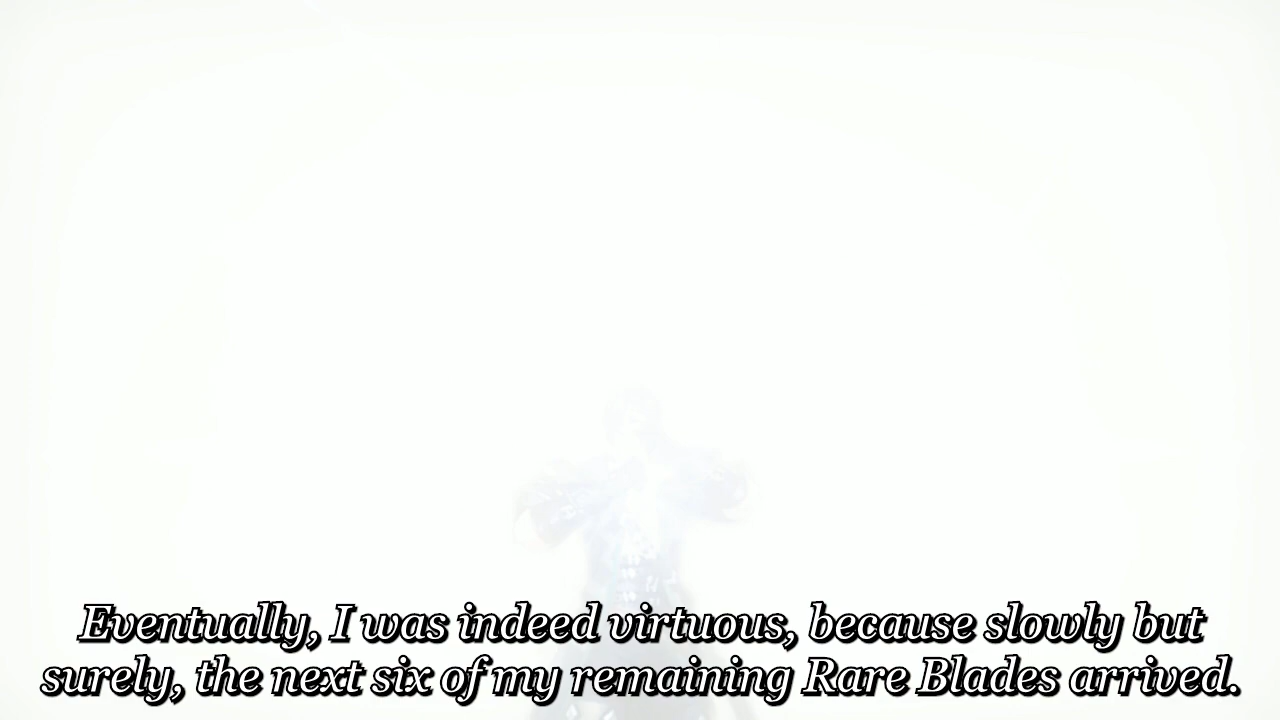 Eventually, I was indeed virtuous, because slowly but
surely, the next six of my remaining Rare Blades arrived.